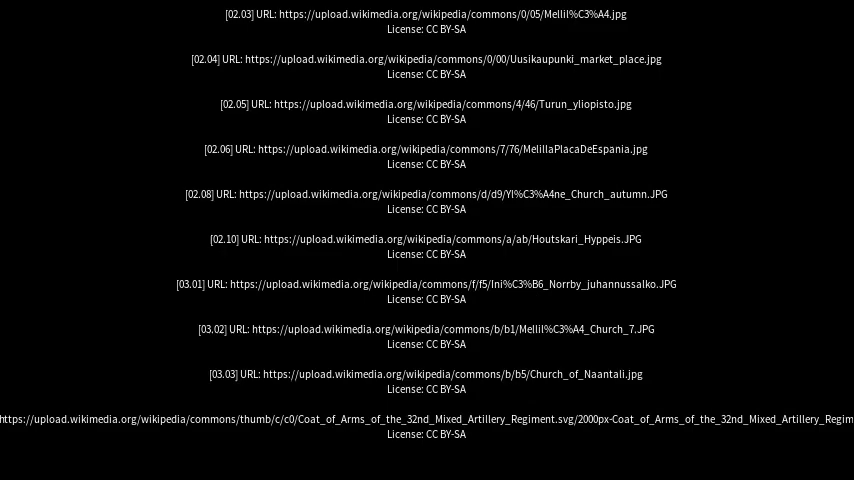 [02.03] URL: https://upload.wikimedia.org/wikipedia/commons/0/05/Mellil%C3%A4.jpg
License: CC BY-SA
[02.04] URL: https://upload.wikimedia.org/wikipedia/commons/0/00/Uusikaupunki_market_place.jpg
License: CC BY-SA
[02.05] URL: https://upload.wikimedia.org/wikipedia/commons/4/46/Turun_yliopisto.jpg
License: CC BY-SA
[02.06] URL: https://upload.wikimedia.org/wikipedia/commons/7/76/MelillaPlacaDeEspania.jpg
License: CC BY-SA
[02.08] URL: https://upload.wikimedia.org/wikipedia/commons/d/d9/Yl%C3%A4ne_Church_autumn.JPG
License: CC BY-SA
[02.10] URL: https://upload.wikimedia.org/wikipedia/commons/a/ab/Houtskari_Hyppeis.JPG
License: CC BY-SA
[03.01] URL: https://upload.wikimedia.org/wikipedia/commons/f/f5/Ini%C3%B6_Norrby_juhannussalko.JPG
License: CC BY-SA
[03.02] URL: https://upload.wikimedia.org/wikipedia/commons/b/b1/Mellil%C3%A4_Church_7.JPG
License: CC BY-SA
[03.03] URL: https://upload.wikimedia.org/wikipedia/commons/b/b5/Church_of_Naantali.jpg
License: CC BY-SA
https://upload.wikimedia.org/wikipedia/commons/thumb/c/c0/Coat_of_Arms_of_the_32nd_Mixed_Artillery_Regiment.svg/2000px-Coat_of_Arms_of_the_32nd_Mixed_Artillery_Regim
License: CC BY-SA